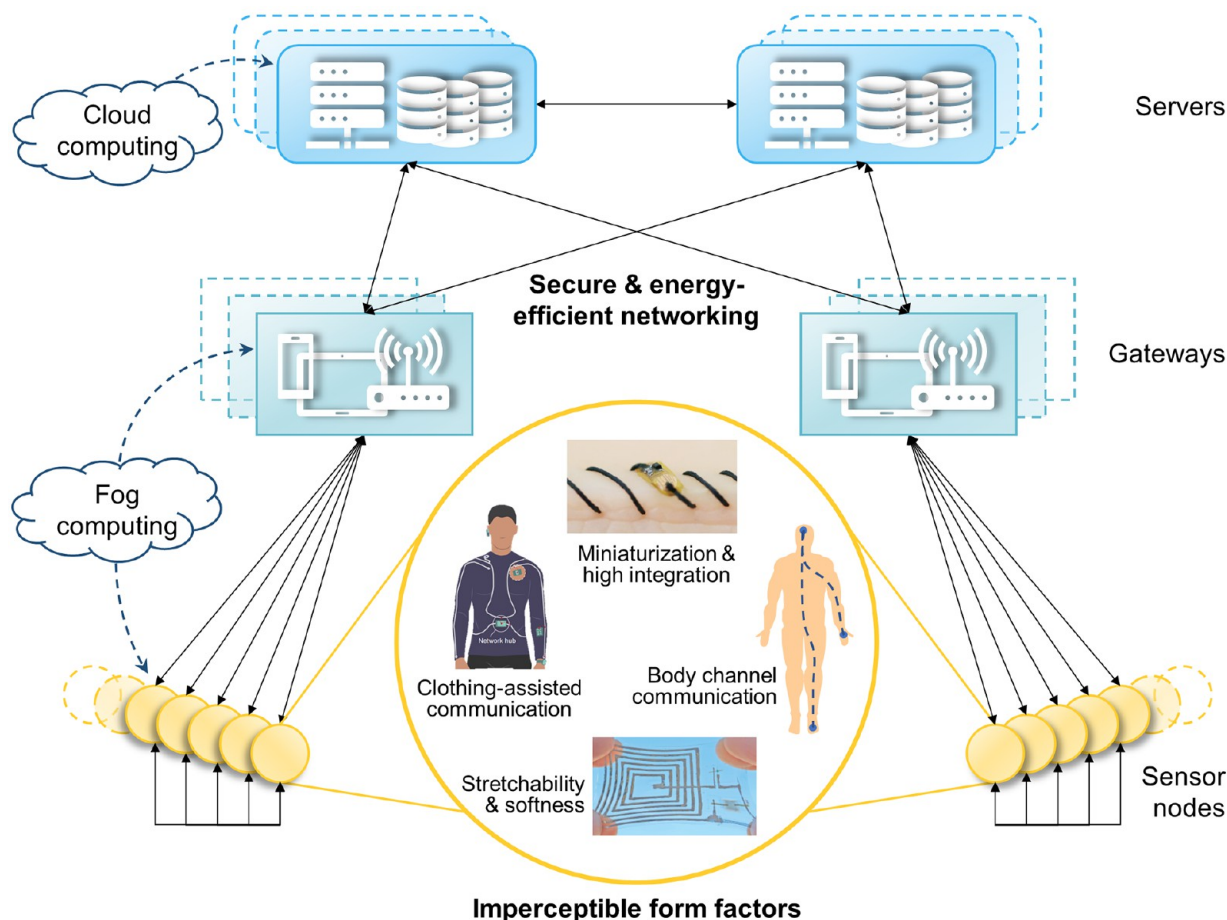 Cloud
computing
Servers
Secure & energy-
efficient networking
Gateways
Fog
computing
Miniaturization &
high integration
Network hub
Clothing-assisted
communication
Body channel
communication
Stretchability
& softness
Sensor
nodes
Imperceptible form factors